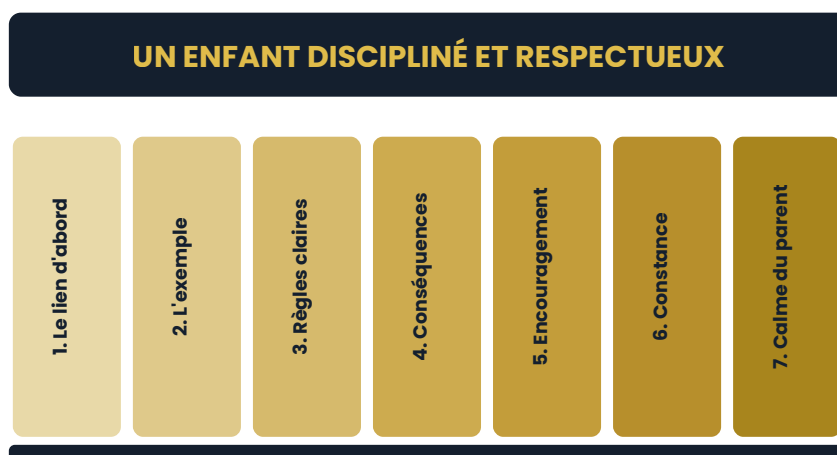 UN ENFANT DISCIPLINÉ ET RESPECTUEUX
1. Le lien d'abord
2. L'exemple
3. Règles claires
4. Conséquences
5. Encouragement
6. Constance
7. Calme du parent